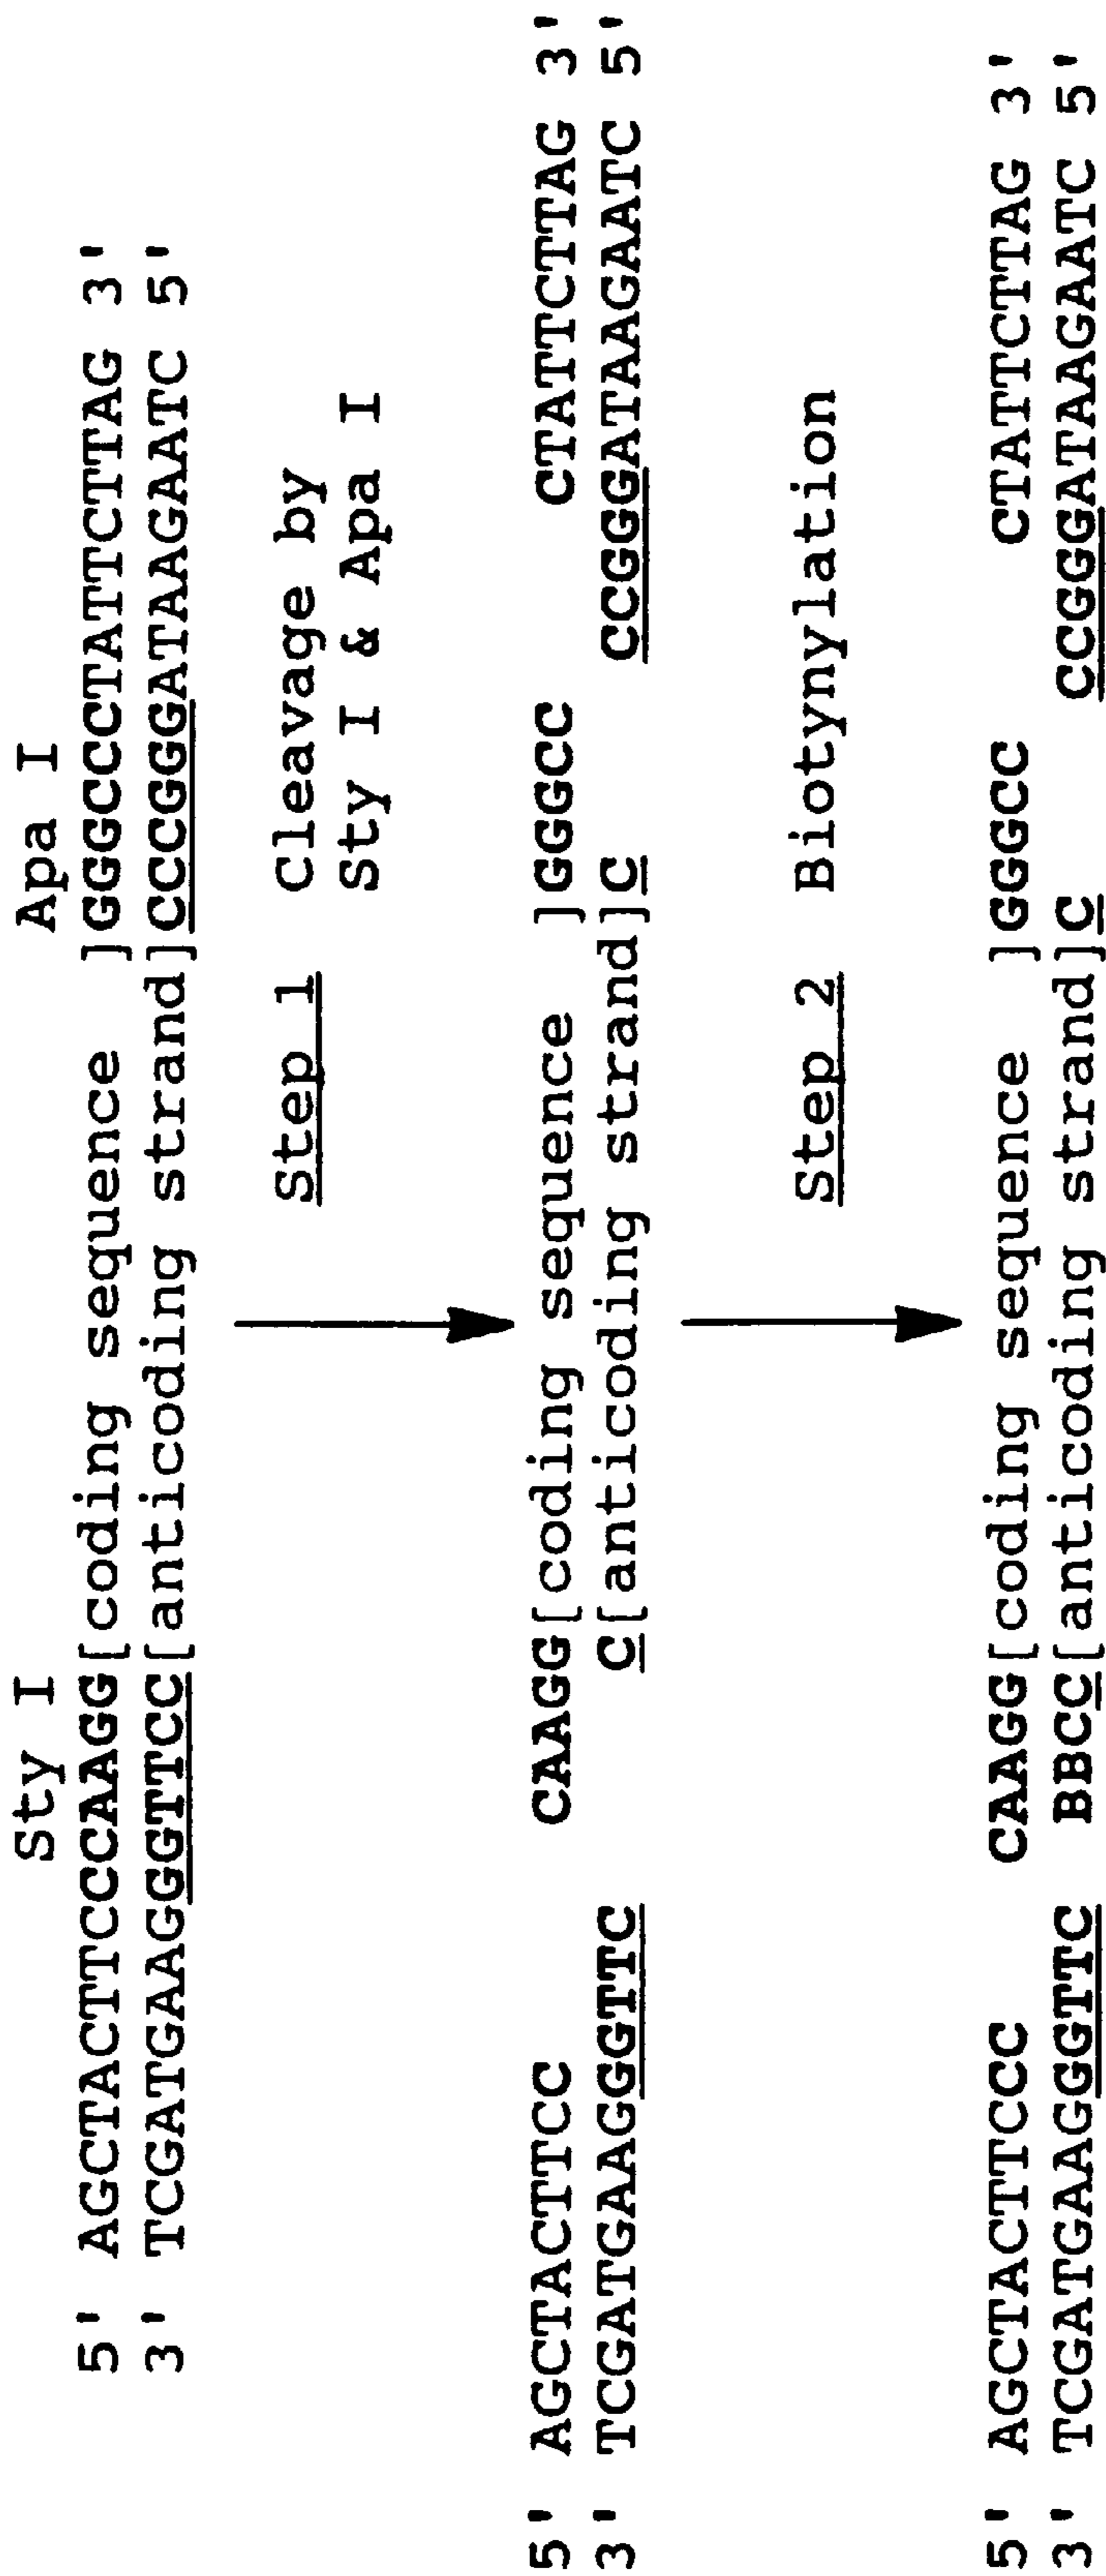 Sty I Apa I
5' AGCTACTTCCCAAGG[coding sequence ]GGGCCCTATTCTTAG 3'
3' TCGATGAAGGGTTCC[anticoding strand]CCCGGGATAAGAATC 5'
Step 1 Cleavage by
Sty I & Apa I
5' AGCTACTTCC CAAGG[coding sequence ]GGGCC CTATTCTTAG 3'
3' TCGATGAAGGGTTC C[anticoding strand]C CCGGGATAAGAATC 5'
Step 2 Biotynylation
5' AGCTACTTCCC CAAGG[coding sequence ]GGGCC CTATTCTTAG 3'
3' TCGATGAAGGGTTC BBCC[anticoding strand]C CCGGGATAAGAATC 5'